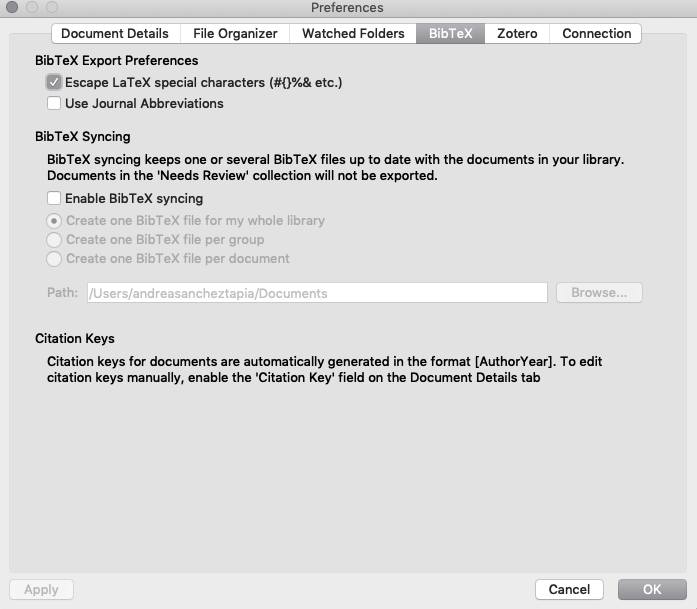 Preferences
Document Details File Organizer Watched Folders BibTeX Zotero Connection
BibTeX Export Preferences
Escape LaTeX special characters (#{}%& etc.)
Use Journal Abbreviations
BibTeX Syncing
BibTeX syncing keeps one or several BibTeX files up to date with the documents in your library.
Documents in the 'Needs Review' collection will not be exported.
Enable BibTeX syncing
Create one BibTeX file for my whole library
Create one BibTeX file per group
Create one BibTeX file per document
Path: /Users/andreasancheztapia/Documents Browse...
Citation Keys
Citation keys for documents are automatically generated in the format [AuthorYear]. To edit
citation keys manually, enable the 'Citation Key' field on the Document Details tab
Apply Cancel OK